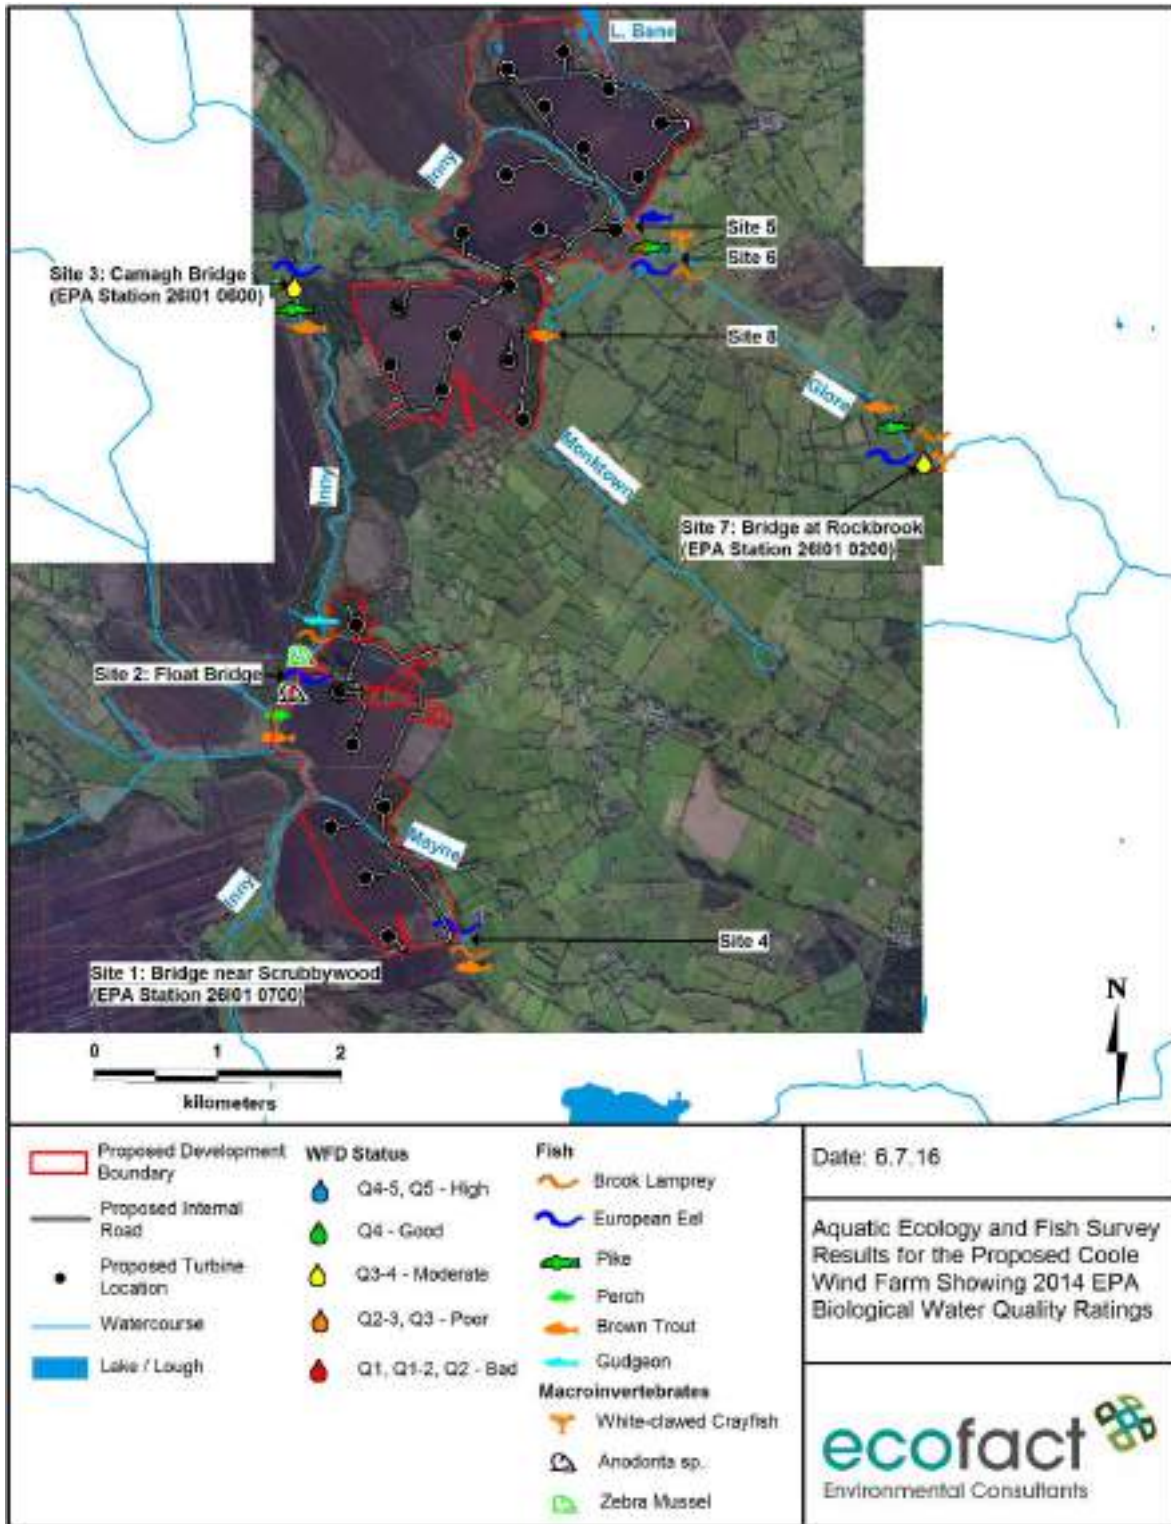 L. Bane
Inny
Site 5
Site 6
Site 3: Camagh Bridge
(EPA Station 26I01 0600)
Site 8
Glore
Monktown
Inny
Site 7: Bridge at Rockbrook
(EPA Station 26I01 0200)
Site 2: Float Bridge
Mayne
Inny
Site 4
Site 1: Bridge near Scrubbywood
(EPA Station 26I01 0700)
N
0 1 2
kilometers
Proposed Development
Boundary
Proposed Internal
Road
Proposed Turbine
Location
Watercourse
Lake / Lough
WFD Status
Q4-5, Q5 - High
Q4 - Good
Q3-4 - Moderate
Q2-3, Q3 - Poor
Q1, Q1-2, Q2 - Bad
Fish
Brook Lamprey
European Eel
Pike
Perch
Brown Trout
Gudgeon
Macroinvertebrates
White-clawed Crayfish
Anodonta sp.
Zebra Mussel
Date: 6.7.16
Aquatic Ecology and Fish Survey
Results for the Proposed Coole
Wind Farm Showing 2014 EPA
Biological Water Quality Ratings
ecofact
Environmental Consultants